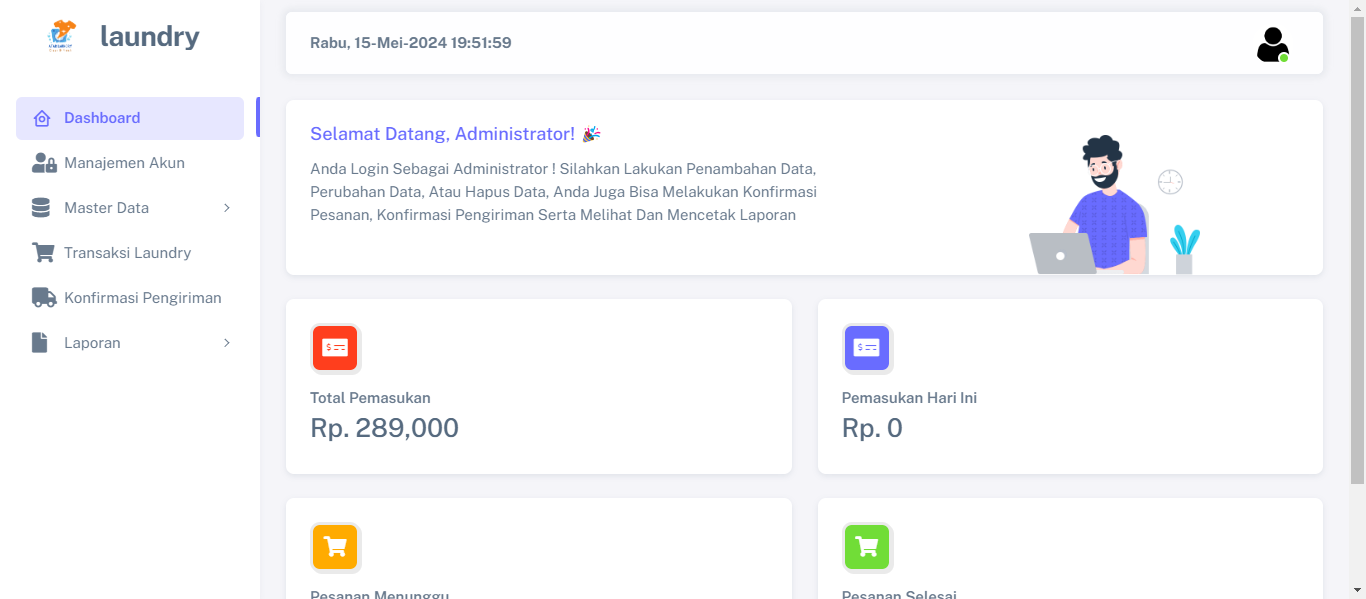 laundry
Rabu, 15-Mei-2024 19:51:59
Dashboard
Manajemen Akun
Master Data
Transaksi Laundry
Konfirmasi Pengiriman
Laporan
Selamat Datang, Administrator! 🎉
Anda Login Sebagai Administrator ! Silahkan Lakukan Penambahan Data,
Perubahan Data, Atau Hapus Data, Anda Juga Bisa Melakukan Konfirmasi
Pesanan, Konfirmasi Pengiriman Serta Melihat Dan Mencetak Laporan
Total Pemasukan
Rp. 289,000
Pemasukan Hari Ini
Rp. 0
Pesanan Menunggu
Pesanan Selesai